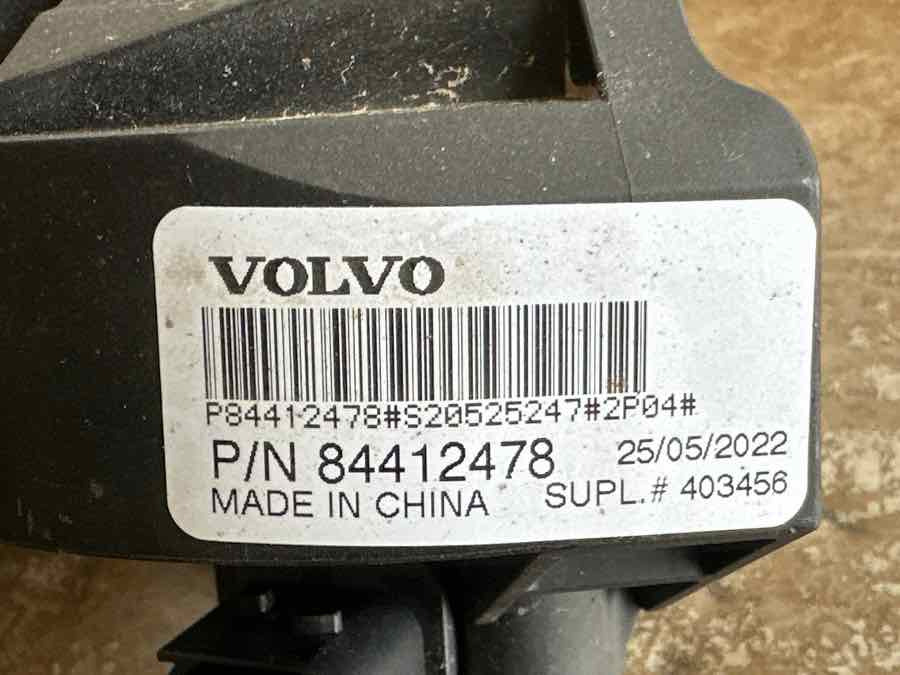 VOLVO
P84412478#S20525247#2P04#
P/N 84412478 25/05/2022
MADE IN CHINA SUPL.# 403456